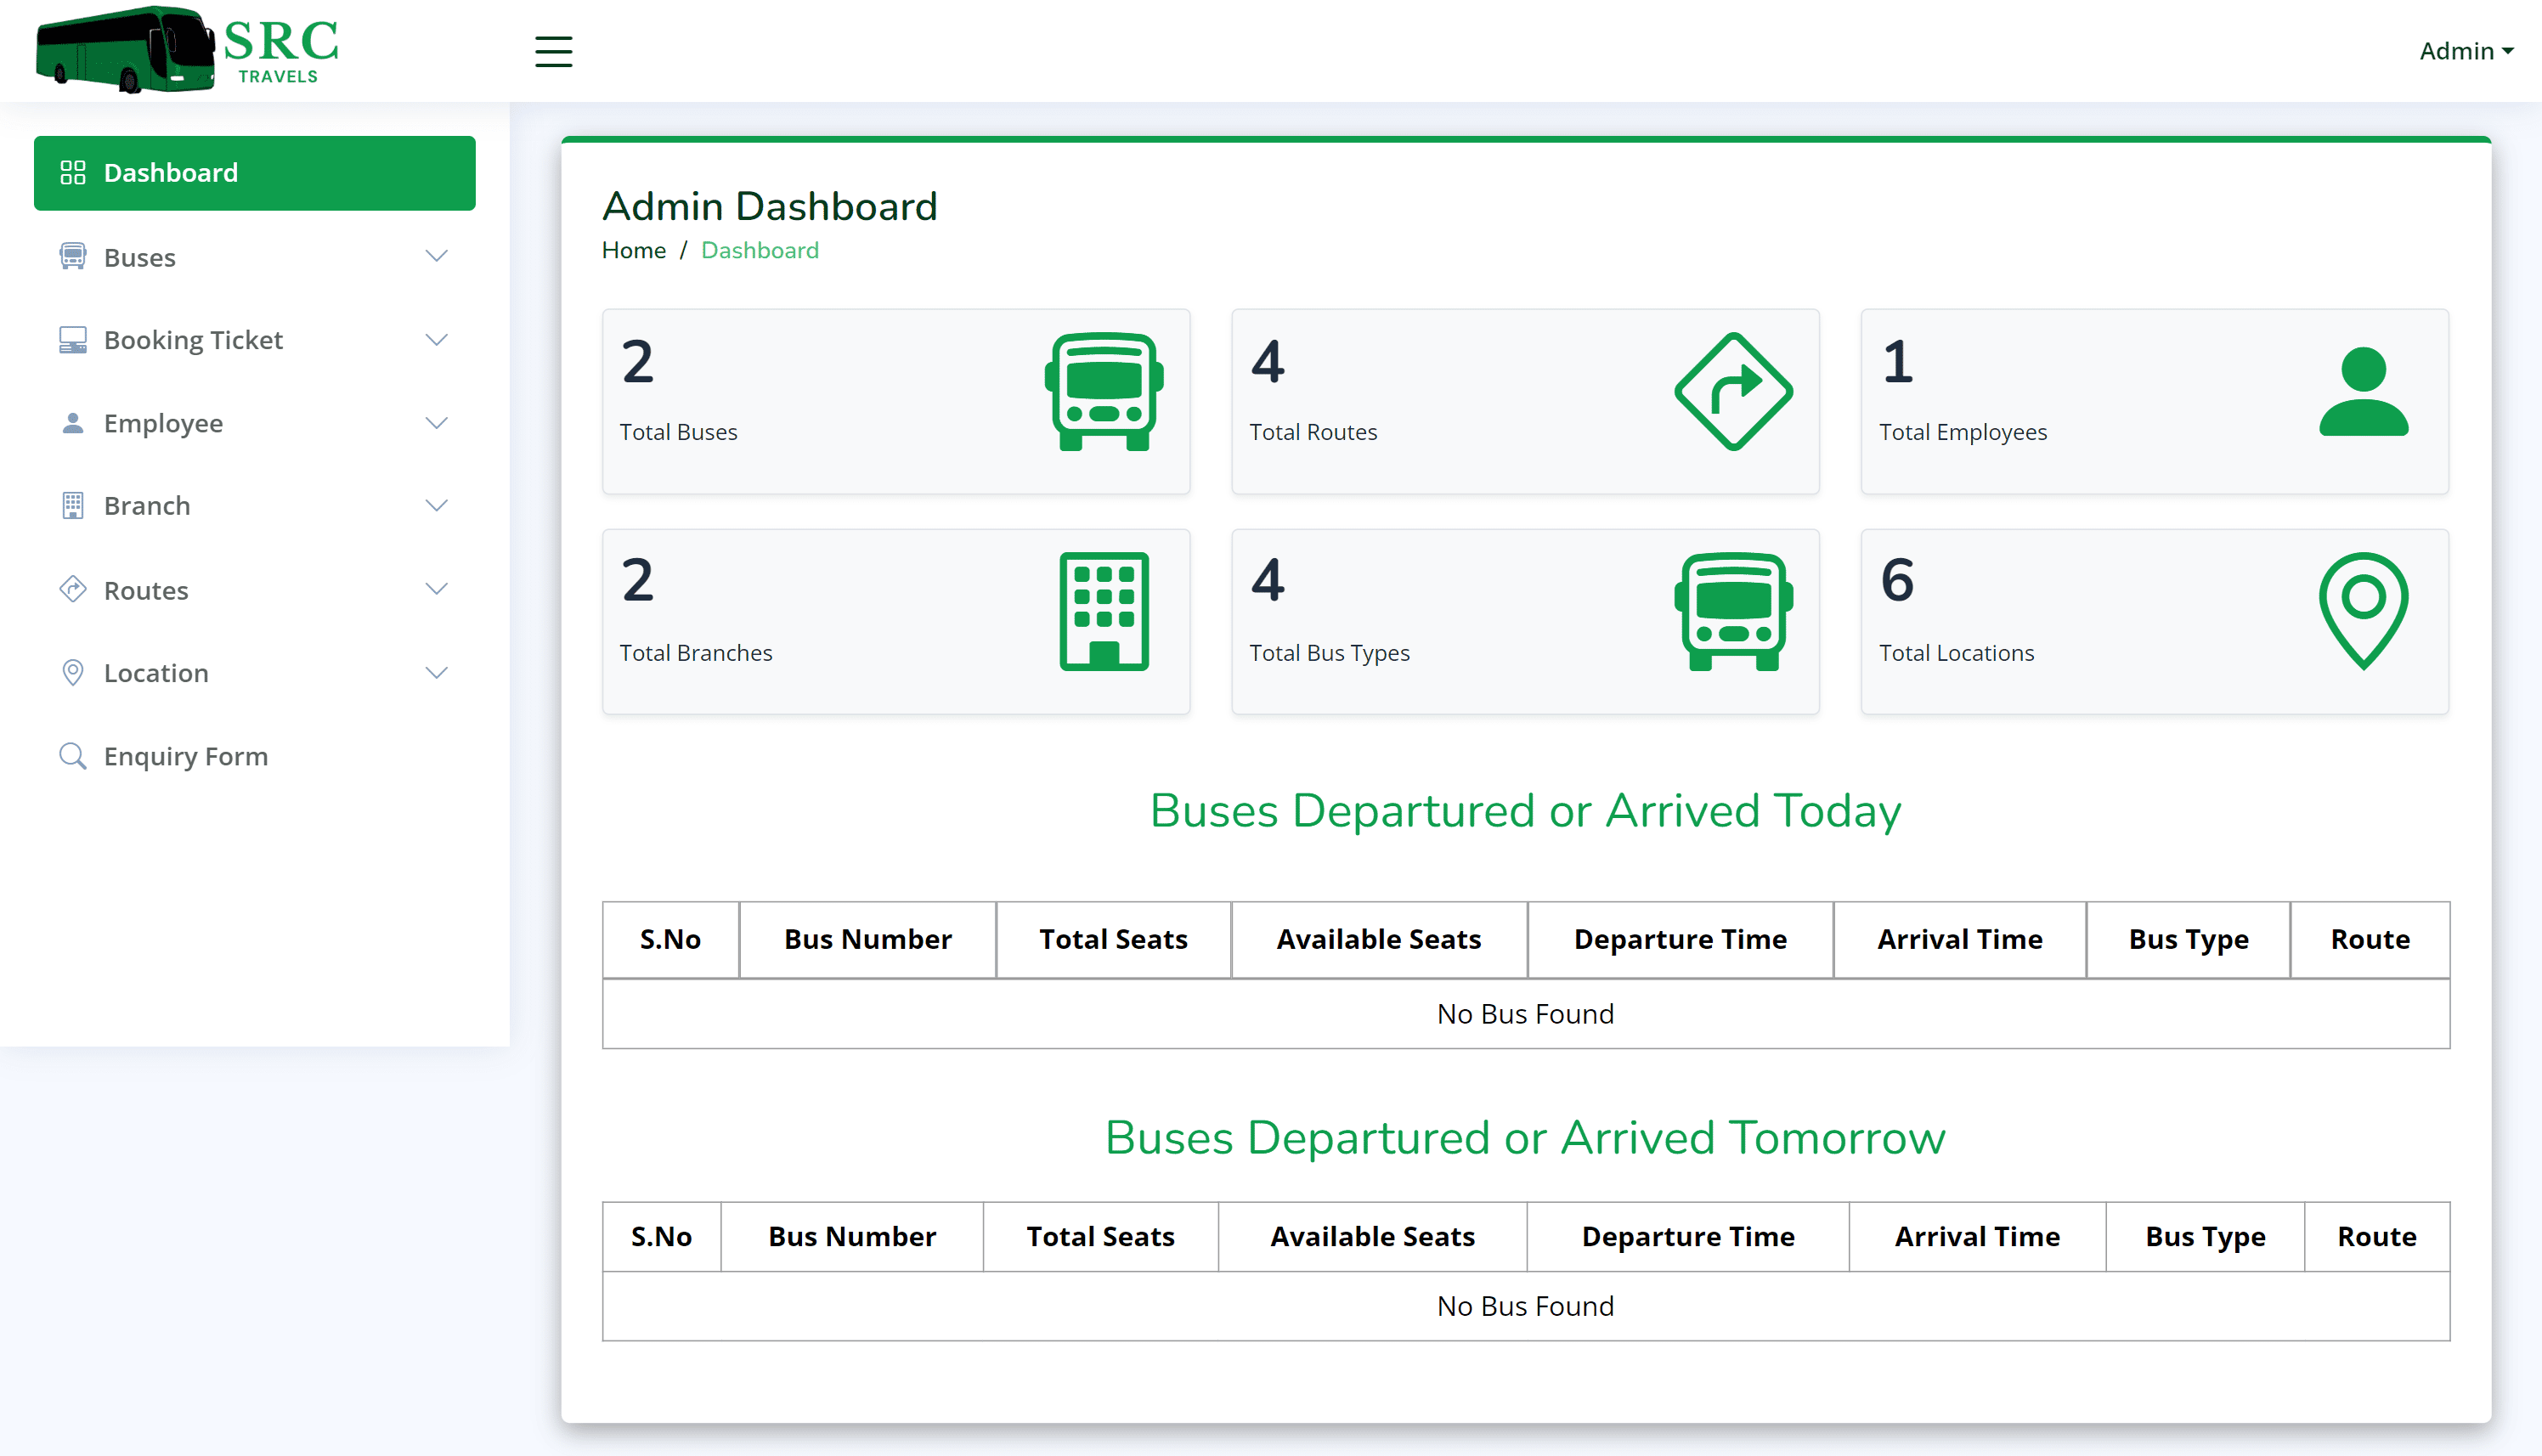 SRC
TRAVELS
Admin
Dashboard
Buses
Booking Ticket
Employee
Branch
Routes
Location
Enquiry Form
Admin Dashboard
Home / Dashboard
2
Total Buses
4
Total Routes
1
Total Employees
2
Total Branches
4
Total Bus Types
6
Total Locations
Buses Departured or Arrived Today
S.No Bus Number Total Seats Available Seats Departure Time Arrival Time Bus Type Route
No Bus Found
Buses Departured or Arrived Tomorrow
S.No Bus Number Total Seats Available Seats Departure Time Arrival Time Bus Type Route
No Bus Found